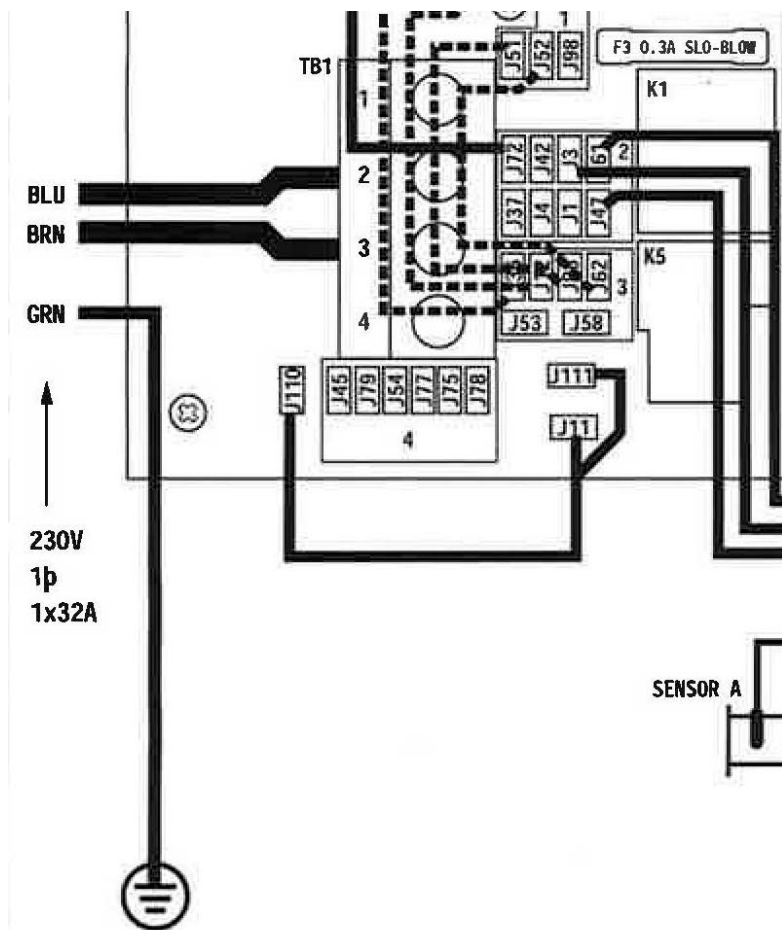 1
J51
J52
J98
F3 0.3A SLO-BLOW
TB1
K1
1
J72
J42
J3
61
2
2
BLU
J37
J4
J1
J47
BRN
3
K5
J62
3
GRN
4
J53
J58
J110
J45
J79
J54
J77
J75
J78
J111
4
J11
230V
1þ
1x32A
SENSOR A